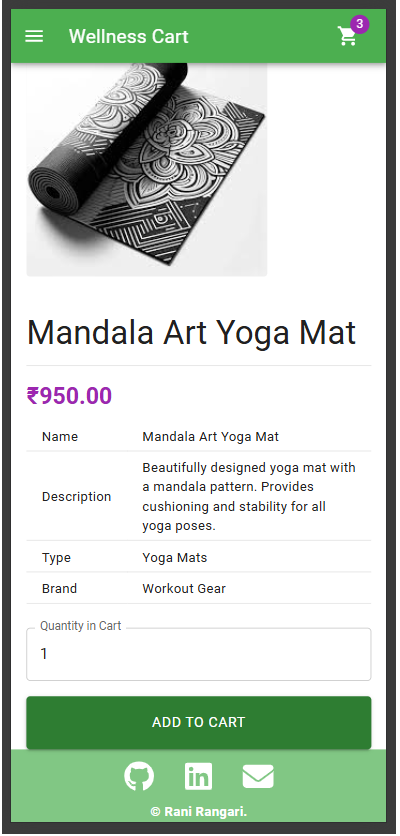 Wellness Cart
3
Mandala Art Yoga Mat
₹950.00
Name Mandala Art Yoga Mat
Description Beautifully designed yoga mat with
a mandala pattern. Provides
cushioning and stability for all
yoga poses.
Type Yoga Mats
Brand Workout Gear
Quantity in Cart
1
ADD TO CART
© Rani Rangari.